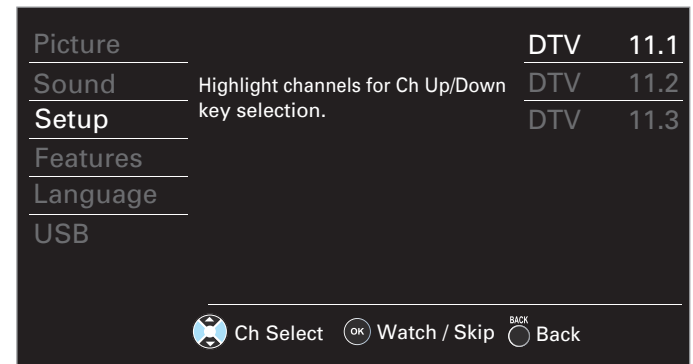 Picture
Sound
Setup
Features
Language
USB
Highlight channels for Ch Up/Down
key selection.
DTV 11.1
DTV 11.2
DTV 11.3
Ch Select OK Watch / Skip BACK Back